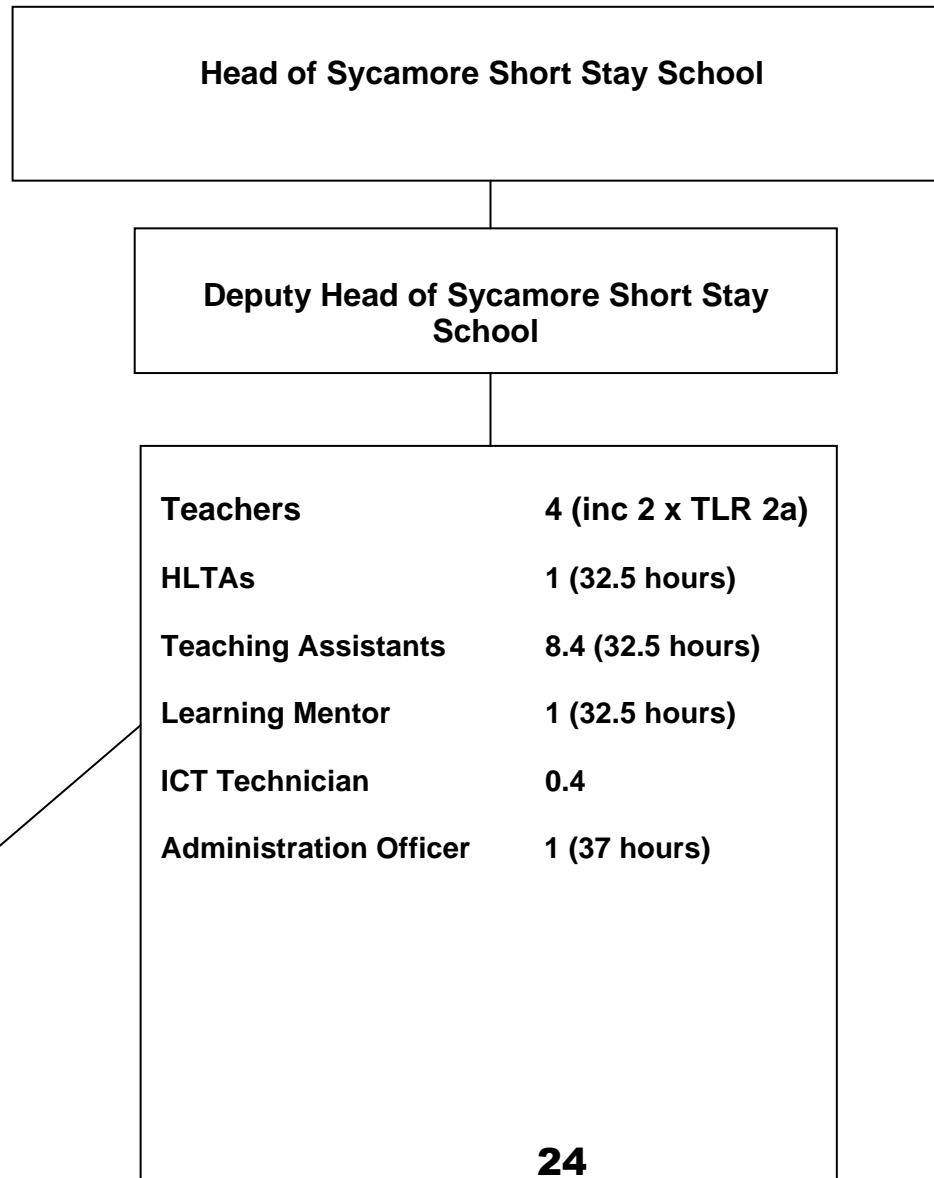 Head of Sycamore Short Stay School
Deputy Head of Sycamore Short Stay
School
Teachers 4 (inc 2 x TLR 2a)
HLTAs 1 (32.5 hours)
Teaching Assistants 8.4 (32.5 hours)
Learning Mentor 1 (32.5 hours)
ICT Technician 0.4
Administration Officer 1 (37 hours)
24